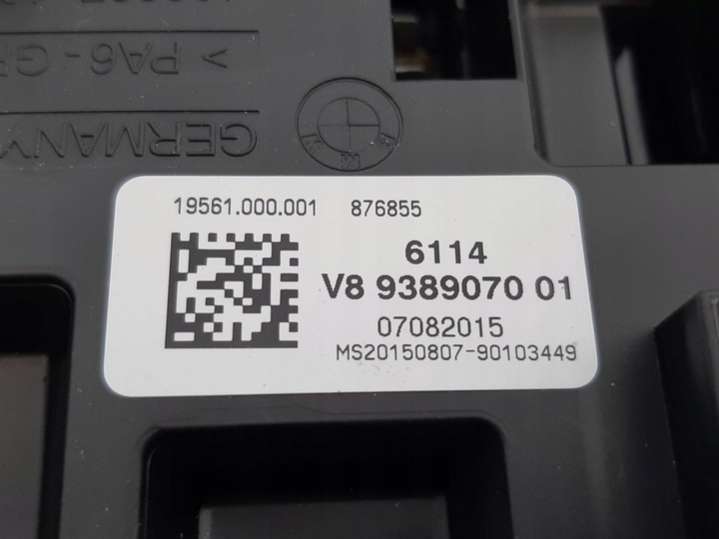 > PA6-GF
GERMANY
19561.000.001 876855
6114
V8 9389070 01
07082015
MS20150807-90103449